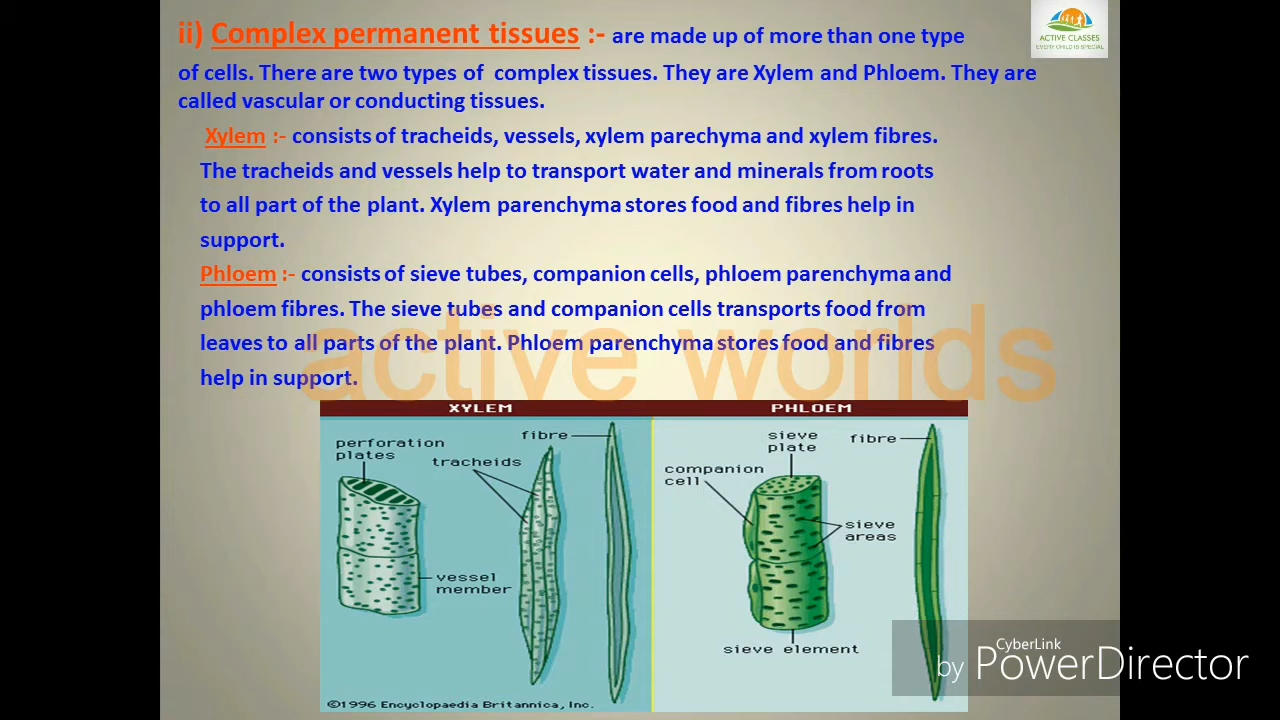 ii) Complex permanent tissues :- are made up of more than one type
of cells. There are two types of complex tissues. They are Xylem and Phloem. They are
called vascular or conducting tissues.
Xylem :- consists of tracheids, vessels, xylem parechyma and xylem fibres.
The tracheids and vessels help to transport water and minerals from roots
to all part of the plant. Xylem parenchyma stores food and fibres help in
support.
Phloem :- consists of sieve tubes, companion cells, phloem parenchyma and
phloem fibres. The sieve tubes and companion cells transports food from
leaves to all parts of the plant. Phloem parenchyma stores food and fibres
help in support.
ACTIVE CLASSES
EVERY CHILD IS SPECIAL
active worlds
XYLEM
perforation
plates
tracheids
fibre
vessel
member
©1996 Encyclopaedia Britannica, Inc.
PHLOEM
sieve
plate
fibre
companion
cell
sieve
areas
sieve element
CyberLink
by PowerDirector